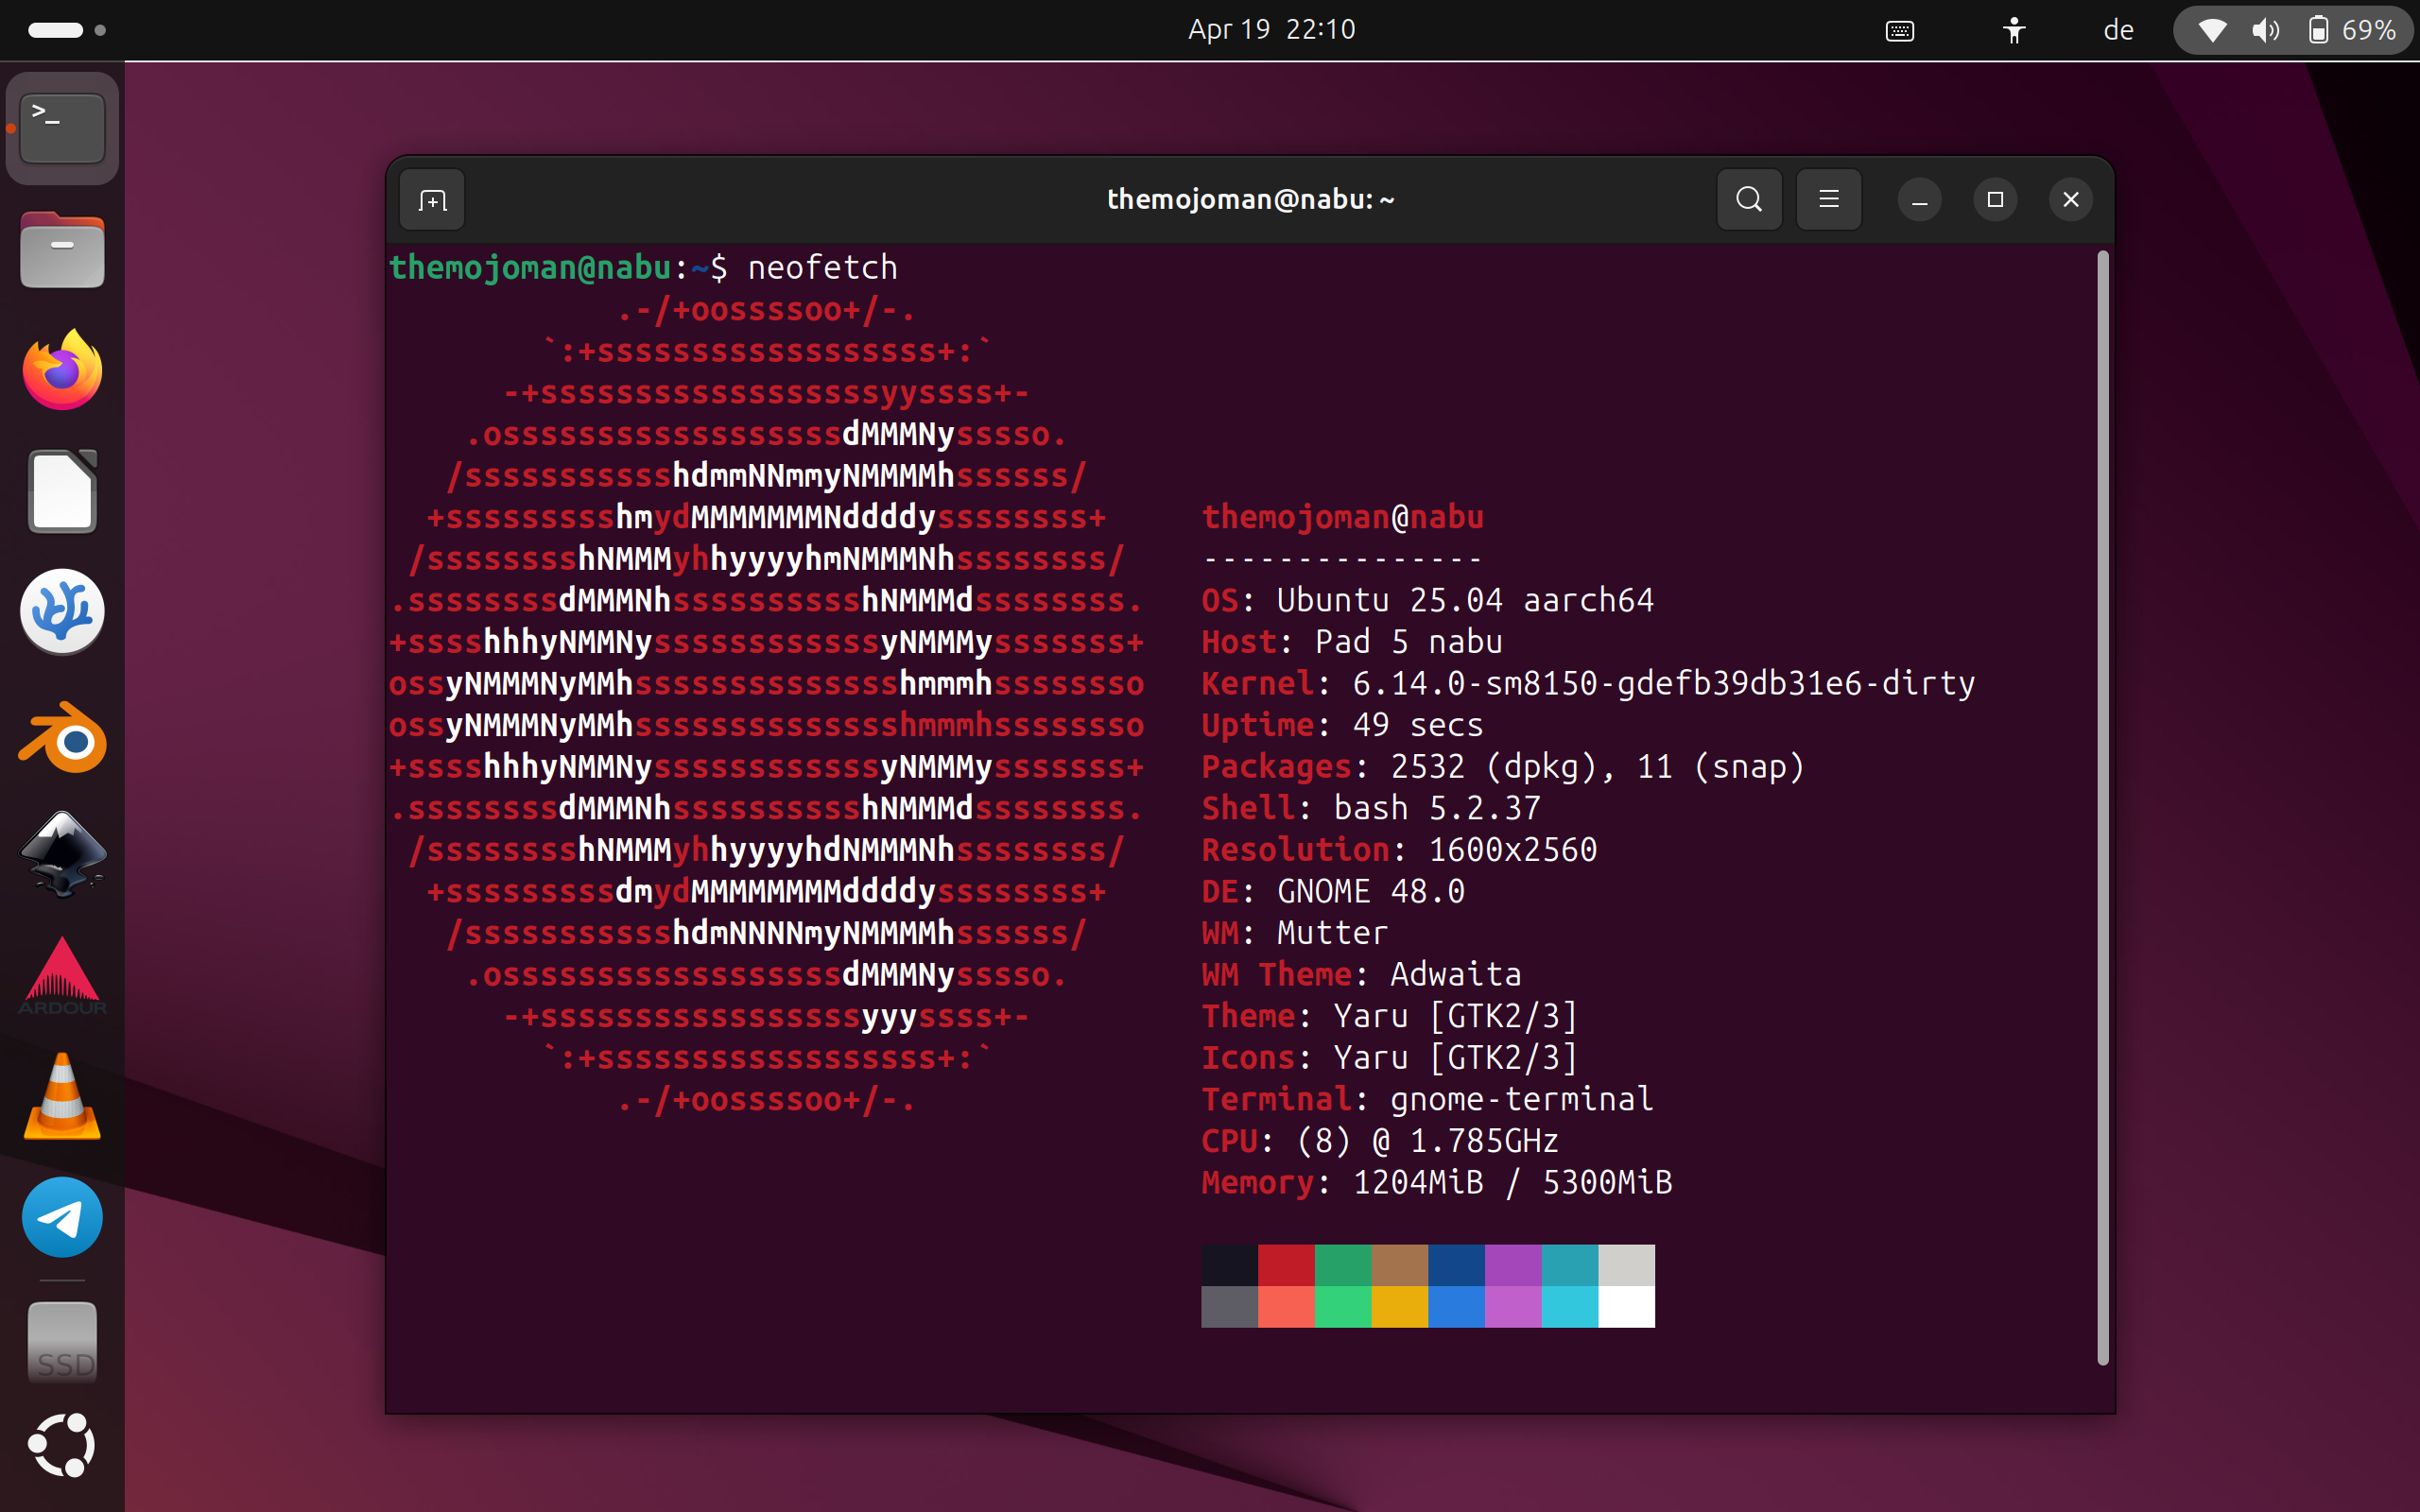 Apr 19 22:10
de
69%
>_
themojoman@nabu: ~
themojoman@nabu:~$ neofetch
.-/+oossssoo+/-.
`:+ssssssssssssssssss+:`
-+ssssssssssssssssssyyssss+-
.ossssssssssssssssssdMMMNysssso.
/ssssssssssshdmmNNmmyNMMMMhssssss/
+ssssssssshmydMMMMMMMNddddyssssssss+
/sssssssshNMMMyhhyyyyhmNMMMNhssssssss/
.ssssssssdMMMNhsssssssssshNMMMdssssssss.
+sssshhhyNMMNyssssssssssssyNMMMysssssss+
ossyNMMMNyMMhsssssssssssssshmmmhssssssso
ossyNMMMNyMMhsssssssssssssshmmmhssssssso
+sssshhhyNMMNyssssssssssssyNMMMysssssss+
.ssssssssdMMMNhsssssssssshNMMMdssssssss.
/sssssssshNMMMyhhyyyyhdNMMMNhssssssss/
+sssssssssdmydMMMMMMMMddddyssssssss+
/ssssssssssshdmNNNNmyNMMMMhssssss/
.ossssssssssssssssssdMMMNysssso.
-+sssssssssssssssssyyyssss+-
`:+ssssssssssssssssss+:`
.-/+oossssoo+/-.
themojoman@nabu
---------------
OS: Ubuntu 25.04 aarch64
Host: Pad 5 nabu
Kernel: 6.14.0-sm8150-gdefb39db31e6-dirty
Uptime: 49 secs
Packages: 2532 (dpkg), 11 (snap)
Shell: bash 5.2.37
Resolution: 1600x2560
DE: GNOME 48.0
WM: Mutter
WM Theme: Adwaita
Theme: Yaru [GTK2/3]
Icons: Yaru [GTK2/3]
Terminal: gnome-terminal
CPU: (8) @ 1.785GHz
Memory: 1204MiB / 5300MiB
ARDOUR
SSD